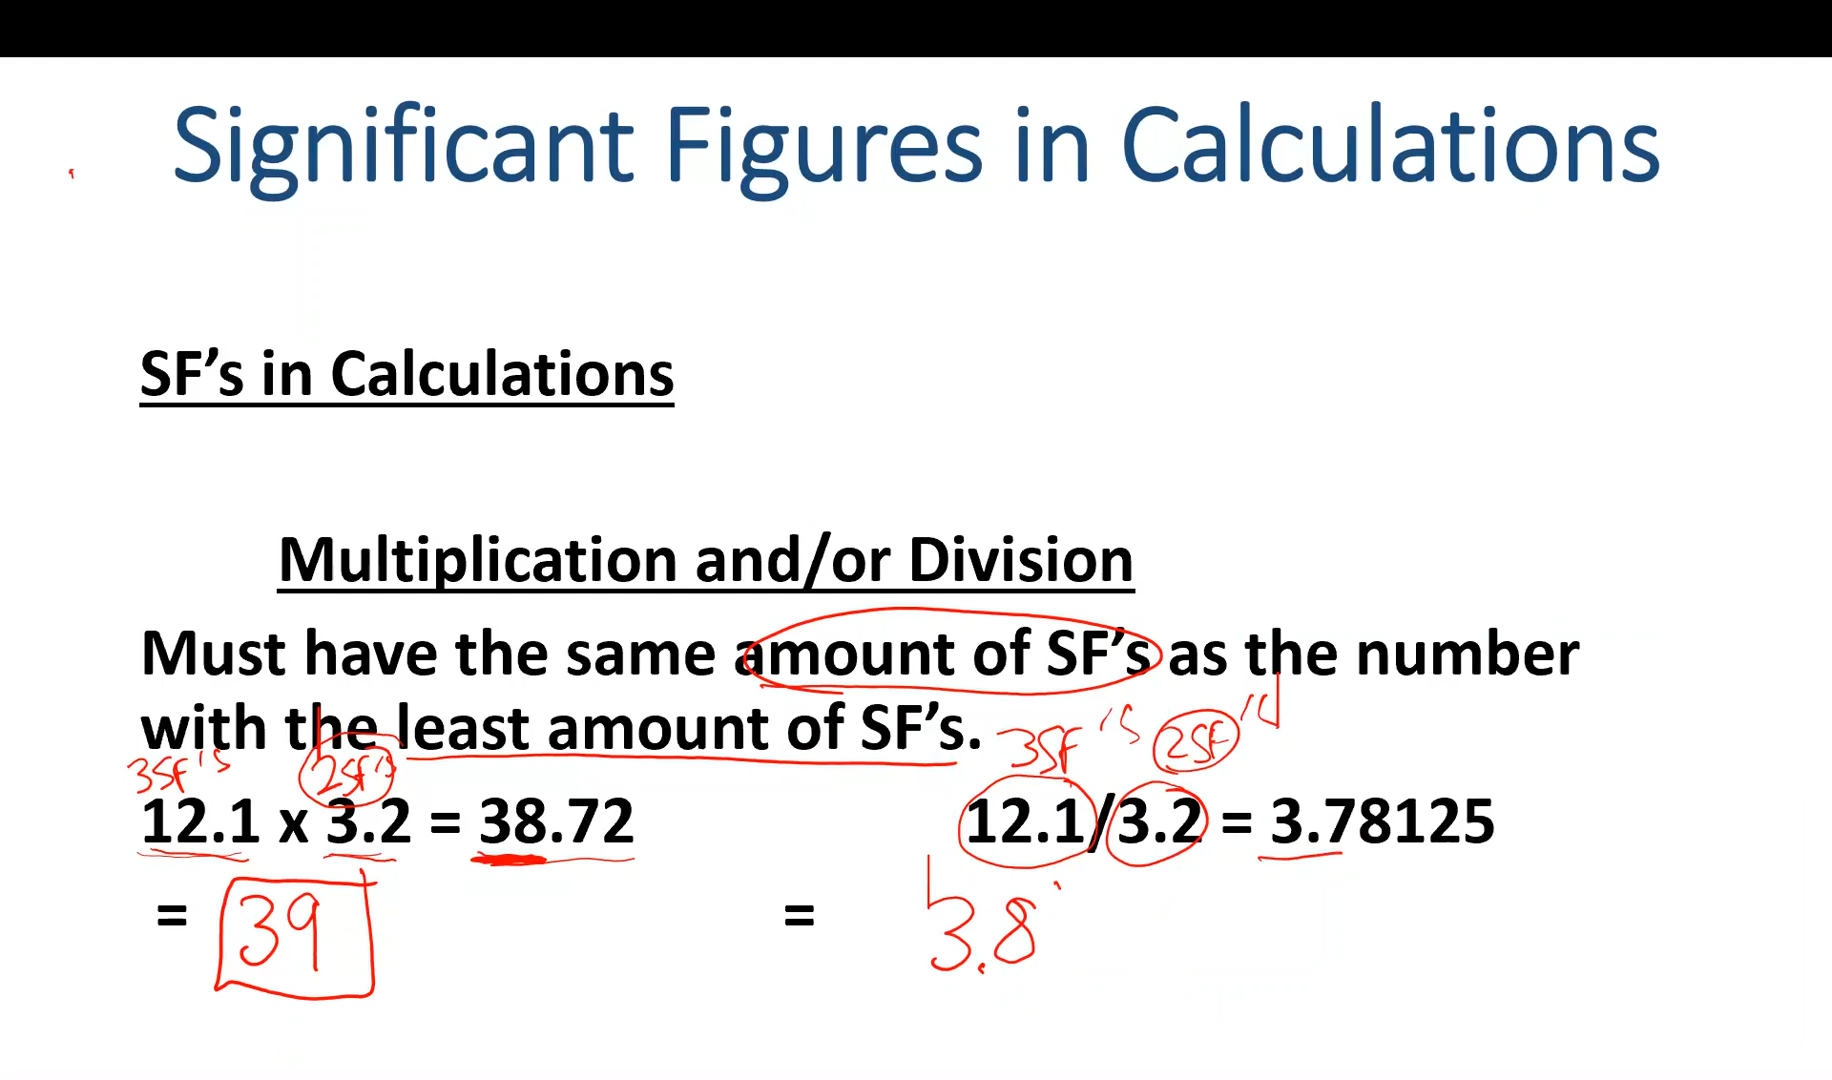 Significant Figures in Calculations
SF’s in Calculations
Multiplication and/or Division
Must have the same amount of SF’s as the number
with the least amount of SF’s.
3SF's 2SF's 3SF's 2SF's
12.1 x 3.2 = 38.72 12.1/3.2 = 3.78125
= 39 = 3.8